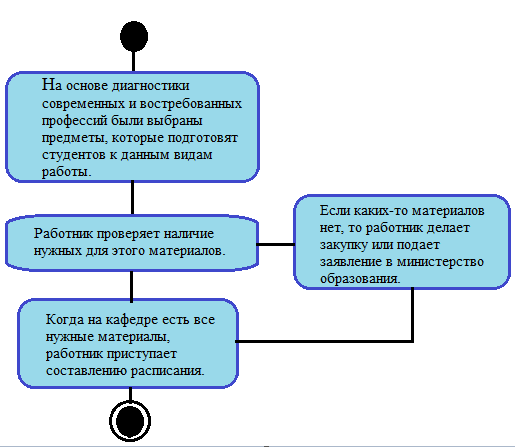 На основе диагностики
современных и востребованных
профессий были выбраны
предметы, которые подготовят
студентов к данным видам
работы.
Работник проверяет наличие
нужных для этого материалов.
Если каких-то материалов
нет, то работник делает
закупку или подает
заявление в министерство
образования.
Когда на кафедре есть все
нужные материалы,
работник приступает
составлению расписания.